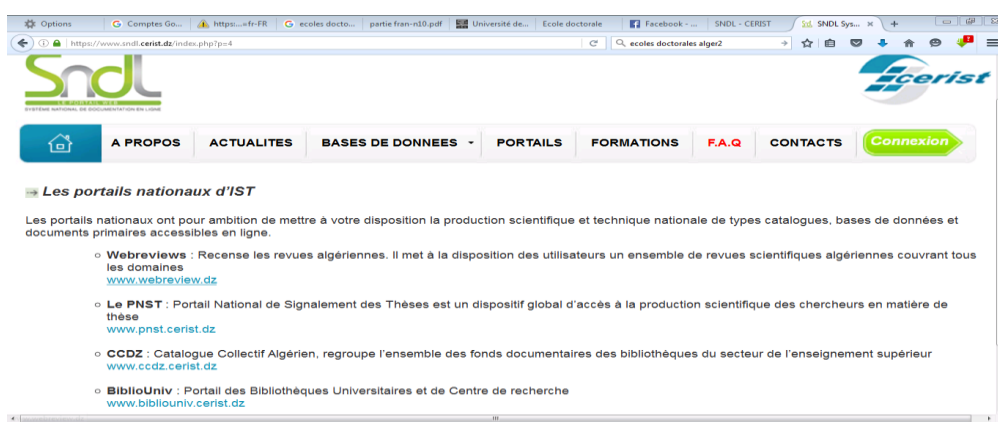 Options
Comptes Go...
https:...=fr-FR
ecoles docto...
partie fran-n10.pdf
Université de...
Ecole doctorale
Facebook - ...
SNDL - CERIST
SNDL Sys...
https://www.sndl.cerist.dz/index.php?p=4
ecoles doctorales alger2
SndL
LE PORTAIL WEB
SYSTÈME NATIONAL DE DOCUMENTATION EN LIGNE
cerist
A PROPOS
ACTUALITES
BASES DE DONNEES
PORTAILS
FORMATIONS
F.A.Q
CONTACTS
Connexion
Les portails nationaux d'IST
Les portails nationaux ont pour ambition de mettre à votre disposition la production scientifique et technique nationale de types catalogues, bases de données et
documents primaires accessibles en ligne.
Webreviews : Recense les revues algériennes. Il met à la disposition des utilisateurs un ensemble de revues scientifiques algériennes couvrant tous
les domaines
www.webreview.dz
Le PNST : Portail National de Signalement des Thèses est un dispositif global d'accès à la production scientifique des chercheurs en matière de
thèse
www.pnst.cerist.dz
CCDZ : Catalogue Collectif Algérien, regroupe l'ensemble des fonds documentaires des bibliothèques du secteur de l'enseignement supérieur
www.ccdz.cerist.dz
BiblioUniv : Portail des Bibliothèques Universitaires et de Centre de recherche
www.bibliouniv.cerist.dz